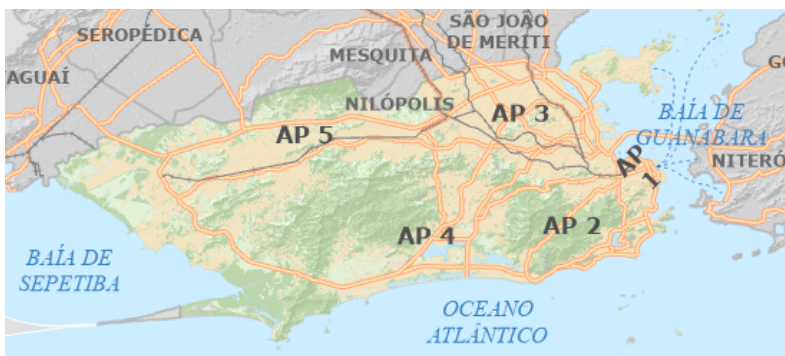 SEROPÉDICA
SÃO JOÃO
DE MERITI
MESQUITA
AGUAÍ
NILÓPOLIS
AP 3
BAÍA DE
GUANABARA
AP 5
AP
1
NITERÓ
AP 2
AP 4
BAÍA DE
SEPETIBA
OCEANO
ATLÂNTICO
GO